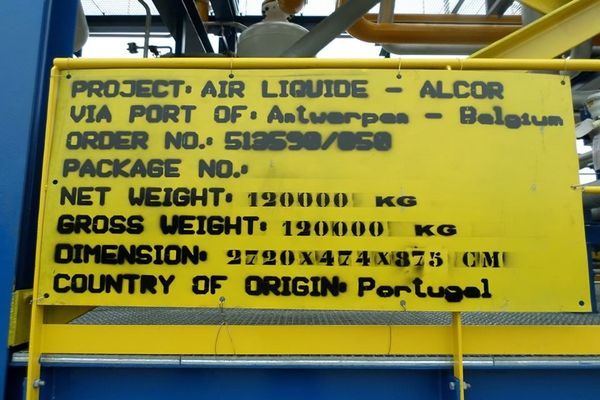 PROJECT: AIR LIQUIDE - ALCOR
VIA PORT OF: Antwerpen - Belgium
ORDER NO.: 513590/050
PACKAGE NO.:
NET WEIGHT: 120000 KG
GROSS WEIGHT: 120000 KG
DIMENSION: 2720X474X875 CM
COUNTRY OF ORIGIN: Portugal